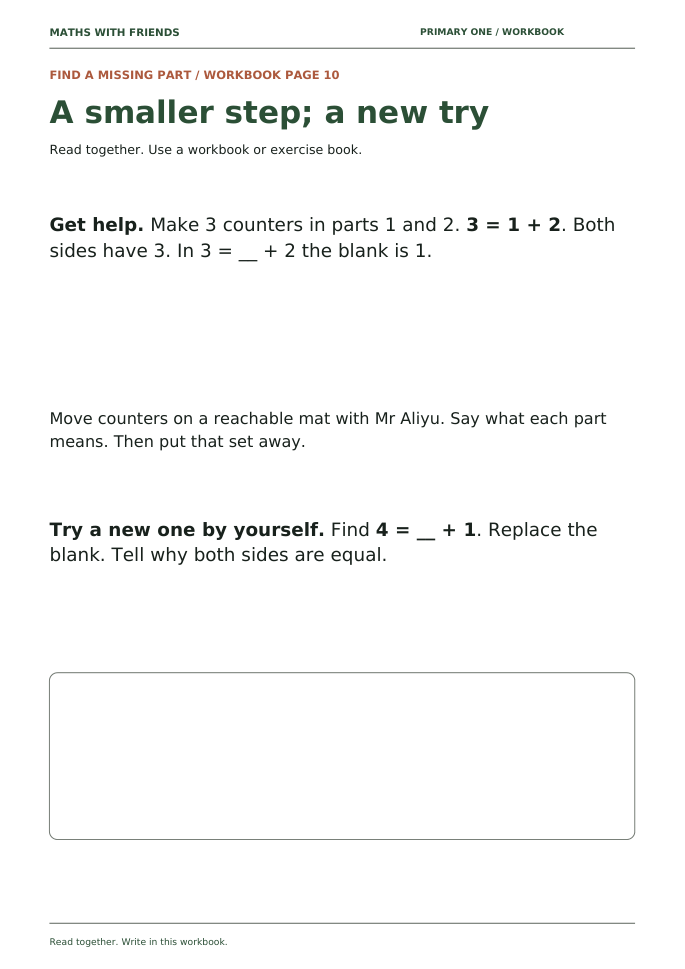 MATHS WITH FRIENDS
PRIMARY ONE / WORKBOOK
FIND A MISSING PART / WORKBOOK PAGE 10
A smaller step; a new try
Read together. Use a workbook or exercise book.
Get help. Make 3 counters in parts 1 and 2. 3 = 1 + 2. Both
sides have 3. In 3 = __ + 2 the blank is 1.
Move counters on a reachable mat with Mr Aliyu. Say what each part
means. Then put that set away.
Try a new one by yourself. Find 4 = __ + 1. Replace the
blank. Tell why both sides are equal.
Read together. Write in this workbook.